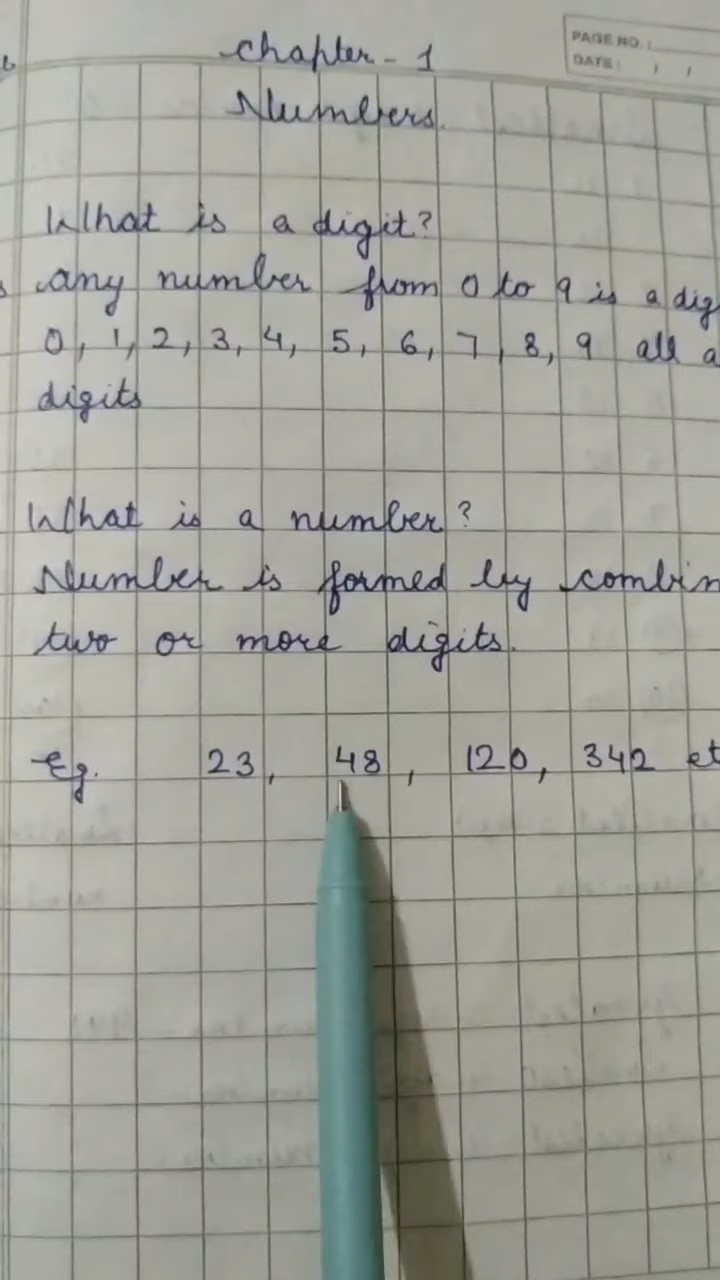 Chapter - 1
PAGE NO.:
DATE: / /
Numbers.
What is a digit?
any number from 0 to 9 is a dig
0, 1, 2, 3, 4, 5, 6, 7, 8, 9 all a
digits
What is a number?
Number is formed by combin
two or more digits.
Eg. 23, 48, 120, 342 et